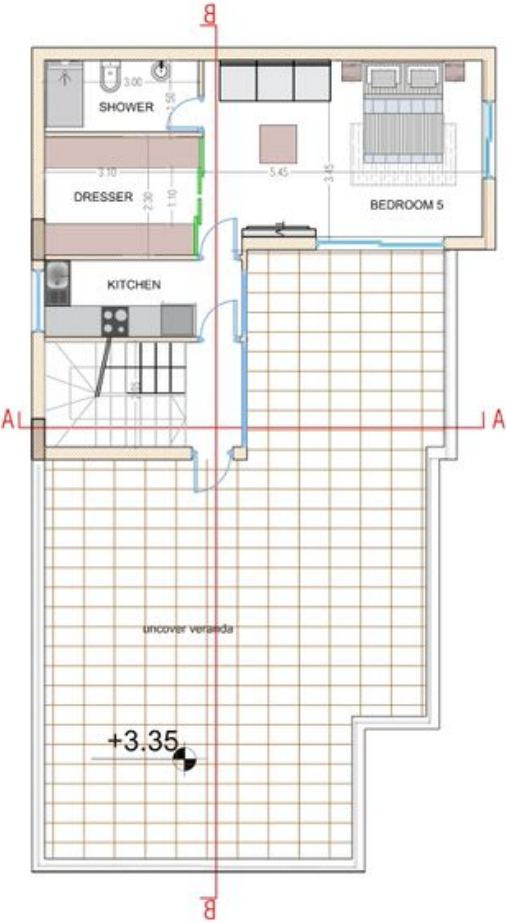 B
3.00
SHOWER
1.50
3.10
5.45
3.45
DRESSER
2.30
1.10
BEDROOM 5
KITCHEN
A
A
uncover veranda
+3.35
B